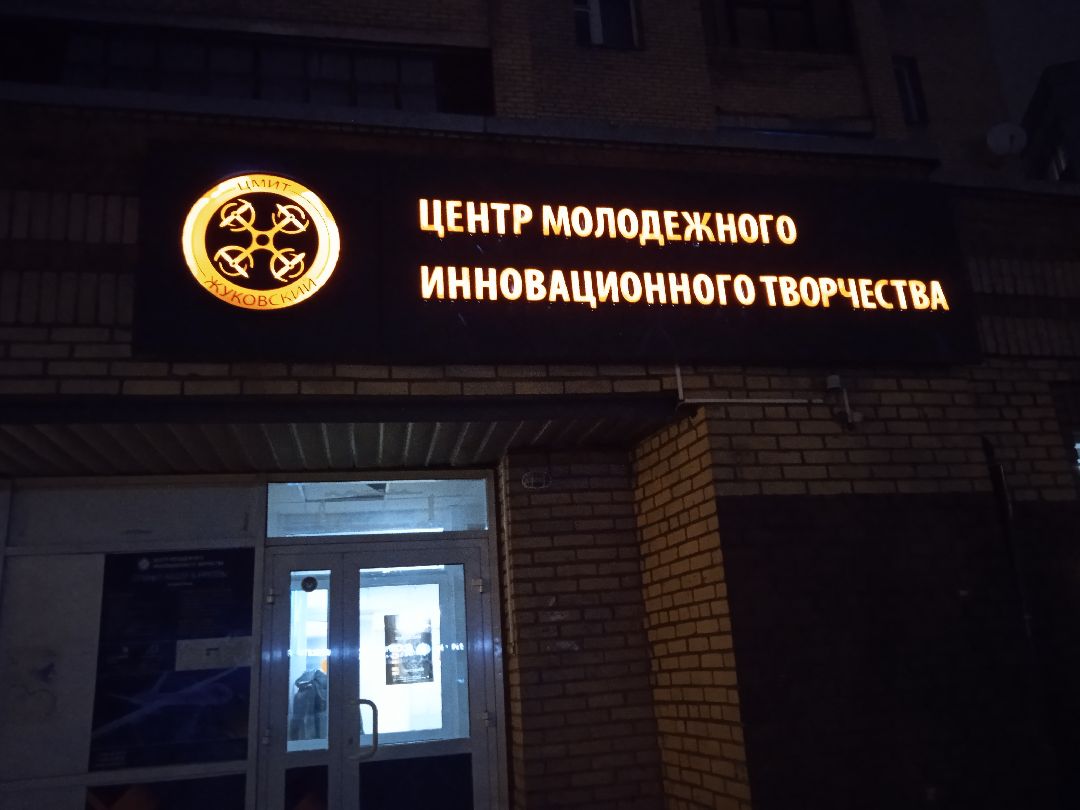 ЦМИТ
ЖУКОВСКИЙ
ЦЕНТР МОЛОДЕЖНОГО
ИННОВАЦИОННОГО ТВОРЧЕСТВА